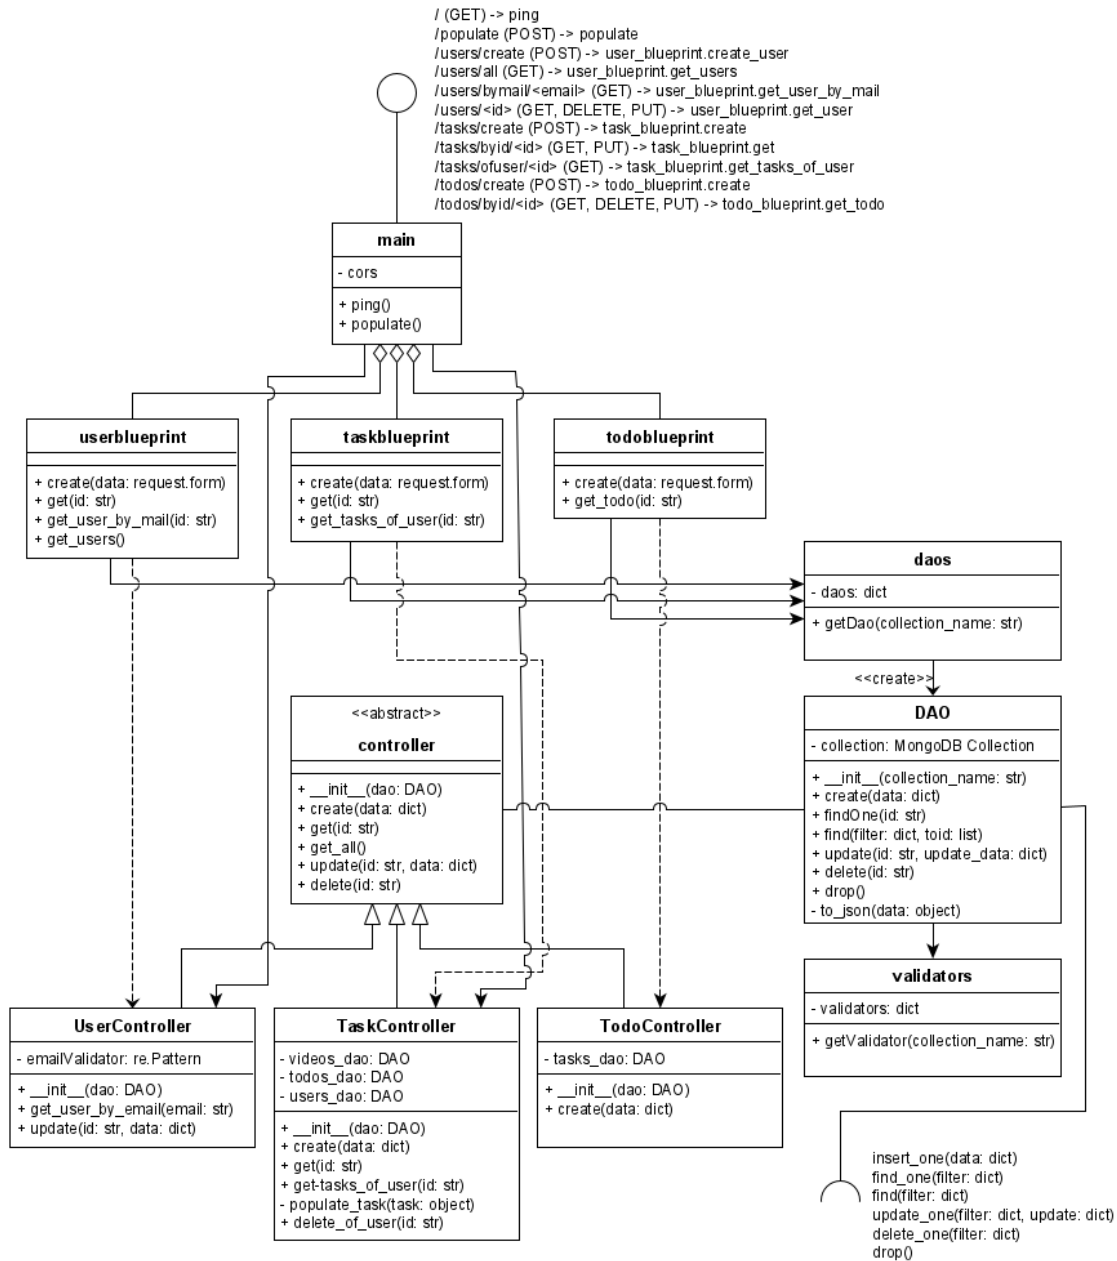 / (GET) -> ping
/populate (POST) -> populate
/users/create (POST) -> user_blueprint.create_user
/users/all (GET) -> user_blueprint.get_users
/users/bymail/<email> (GET) -> user_blueprint.get_user_by_mail
/users/<id> (GET, DELETE, PUT) -> user_blueprint.get_user
/tasks/create (POST) -> task_blueprint.create
/tasks/byid/<id> (GET, PUT) -> task_blueprint.get
/tasks/ofuser/<id> (GET) -> task_blueprint.get_tasks_of_user
/todos/create (POST) -> todo_blueprint.create
/todos/byid/<id> (GET, DELETE, PUT) -> todo_blueprint.get_todo
main
- cors
+ ping()
+ populate()
userblueprint
+ create(data: request.form)
+ get(id: str)
+ get_user_by_mail(id: str)
+ get_users()
taskblueprint
+ create(data: request.form)
+ get(id: str)
+ get_tasks_of_user(id: str)
todoblueprint
+ create(data: request.form)
+ get_todo(id: str)
daos
- daos: dict
+ getDao(collection_name: str)
<<create>>
<<abstract>>
controller
+ __init__(dao: DAO)
+ create(data: dict)
+ get(id: str)
+ get_all()
+ update(id: str, data: dict)
+ delete(id: str)
DAO
- collection: MongoDB Collection
+ __init__(collection_name: str)
+ create(data: dict)
+ findOne(id: str)
+ find(filter: dict, toid: list)
+ update(id: str, update_data: dict)
+ delete(id: str)
+ drop()
- to_json(data: object)
validators
- validators: dict
+ getValidator(collection_name: str)
UserController
- emailValidator: re.Pattern
+ __init__(dao: DAO)
+ get_user_by_email(email: str)
+ update(id: str, data: dict)
TaskController
- videos_dao: DAO
- todos_dao: DAO
- users_dao: DAO
+ __init__(dao: DAO)
+ create(data: dict)
+ get(id: str)
+ get-tasks_of_user(id: str)
- populate_task(task: object)
+ delete_of_user(id: str)
TodoController
- tasks_dao: DAO
+ __init__(dao: DAO)
+ create(data: dict)
insert_one(data: dict)
find_one(filter: dict)
find(filter: dict)
update_one(filter: dict, update: dict)
delete_one(filter: dict)
drop()